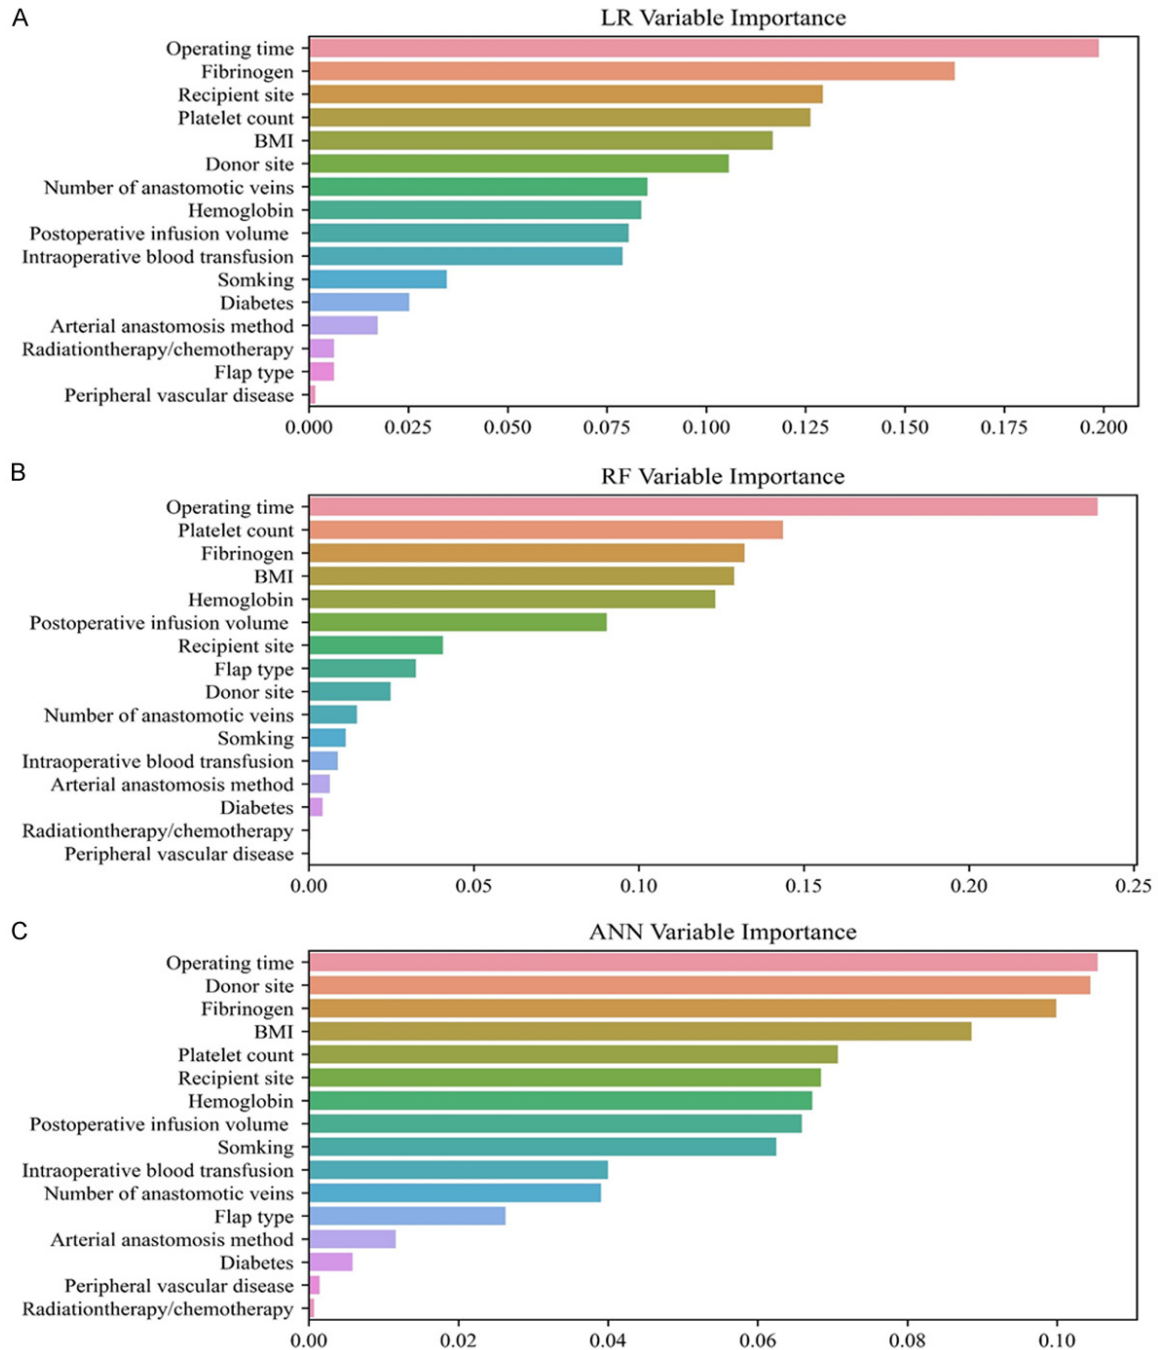 A
LR Variable Importance
Operating time
Fibrinogen
Recipient site
Platelet count
BMI
Donor site
Number of anastomotic veins
Hemoglobin
Postoperative infusion volume
Intraoperative blood transfusion
Somking
Diabetes
Arterial anastomosis method
Radiationtherapy/chemotherapy
Flap type
Peripheral vascular disease
0.000 0.025 0.050 0.075 0.100 0.125 0.150 0.175 0.200
B
RF Variable Importance
Operating time
Platelet count
Fibrinogen
BMI
Hemoglobin
Postoperative infusion volume
Recipient site
Flap type
Donor site
Number of anastomotic veins
Somking
Intraoperative blood transfusion
Arterial anastomosis method
Diabetes
Radiationtherapy/chemotherapy
Peripheral vascular disease
0.00 0.05 0.10 0.15 0.20 0.25
C
ANN Variable Importance
Operating time
Donor site
Fibrinogen
BMI
Platelet count
Recipient site
Hemoglobin
Postoperative infusion volume
Somking
Intraoperative blood transfusion
Number of anastomotic veins
Flap type
Arterial anastomosis method
Diabetes
Peripheral vascular disease
Radiationtherapy/chemotherapy
0.00 0.02 0.04 0.06 0.08 0.10